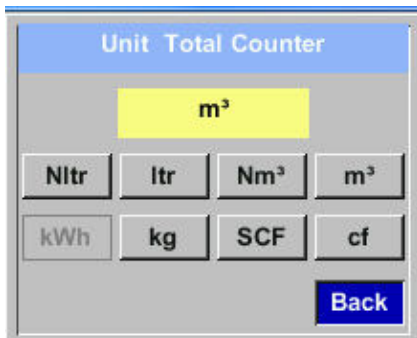 Unit Total Counter
m³
Nltr ltr Nm³ m³
kWh kg SCF cf
Back